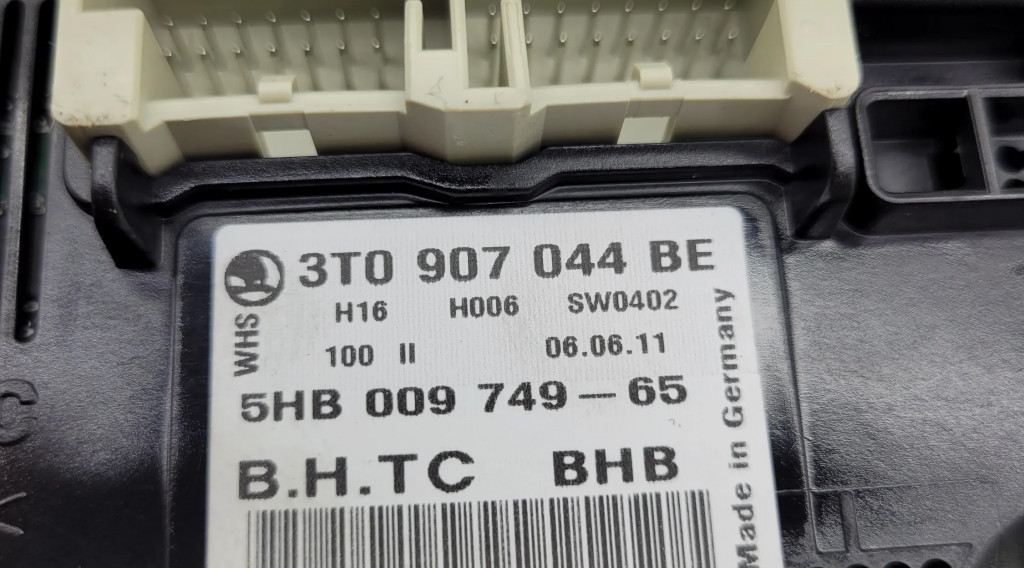 3T0 907 044 BE
H16 H006 SW0402
WHS
100 II 06.06.11
5HB 009 749-65
B.H.TC BHB
Made in Germany